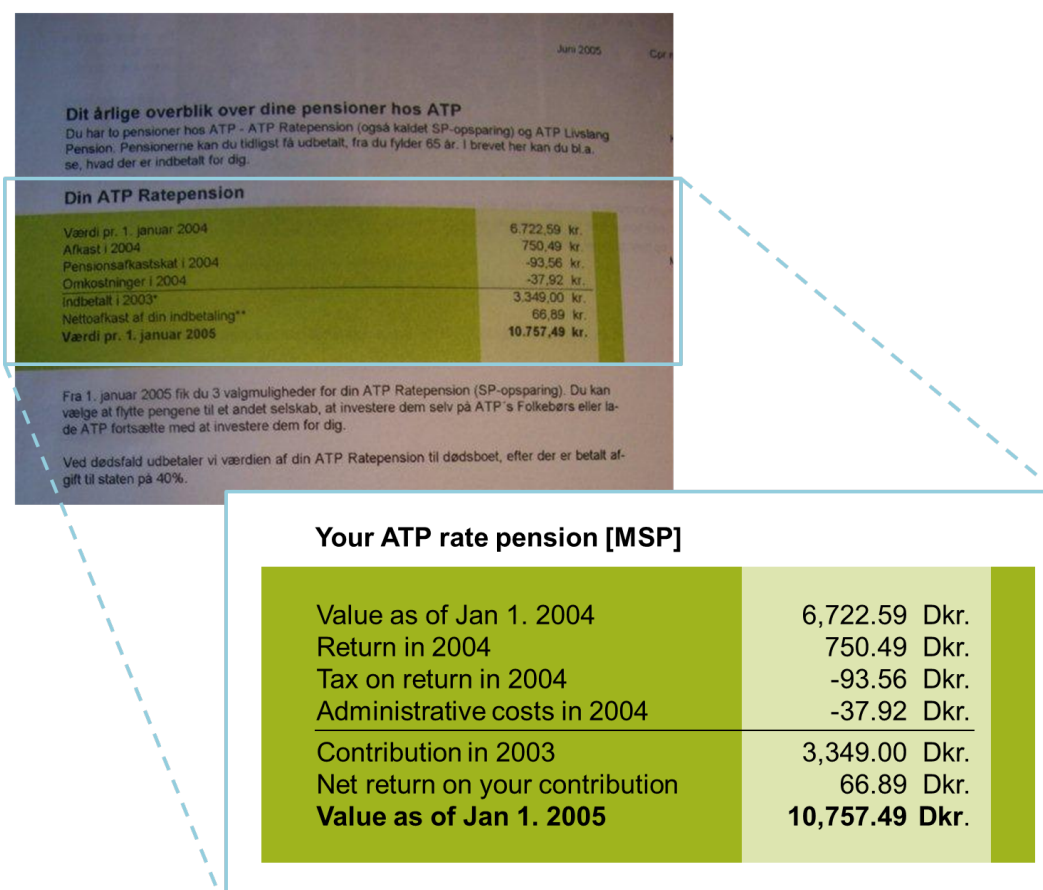 Juni 2005
Cpr.
Dit årlige overblik over dine pensioner hos ATP
Du har to pensioner hos ATP - ATP Ratepension (også kaldet SP-opsparing) og ATP Livslang
Pension. Pensionerne kan du tidligst få udbetalt, fra du fylder 65 år. I brevet her kan du bl.a.
se, hvad der er indbetalt for dig.
Din ATP Ratepension
Værdi pr. 1. januar 2004 6.722,59 kr.
Afkast i 2004 750,49 kr.
Pensionsafkastskat i 2004 -93,56 kr.
Omkostninger i 2004 -37,92 kr.
Indbetalt i 2003* 3.349,00 kr.
Nettoafkast af din indbetaling** 66,89 kr.
Værdi pr. 1. januar 2005 10.757,49 kr.
Fra 1. januar 2005 fik du 3 valgmuligheder for din ATP Ratepension (SP-opsparing). Du kan
vælge at flytte pengene til et andet selskab, at investere dem selv på ATP´s Folkebørs eller la-
de ATP fortsætte med at investere dem for dig.
Ved dødsfald udbetaler vi værdien af din ATP Ratepension til dødsboet, efter der er betalt af-
gift til staten på 40%.
Your ATP rate pension [MSP]
Value as of Jan 1. 2004 6,722.59 Dkr.
Return in 2004 750.49 Dkr.
Tax on return in 2004 -93.56 Dkr.
Administrative costs in 2004 -37.92 Dkr.
Contribution in 2003 3,349.00 Dkr.
Net return on your contribution 66.89 Dkr.
Value as of Jan 1. 2005 10,757.49 Dkr.